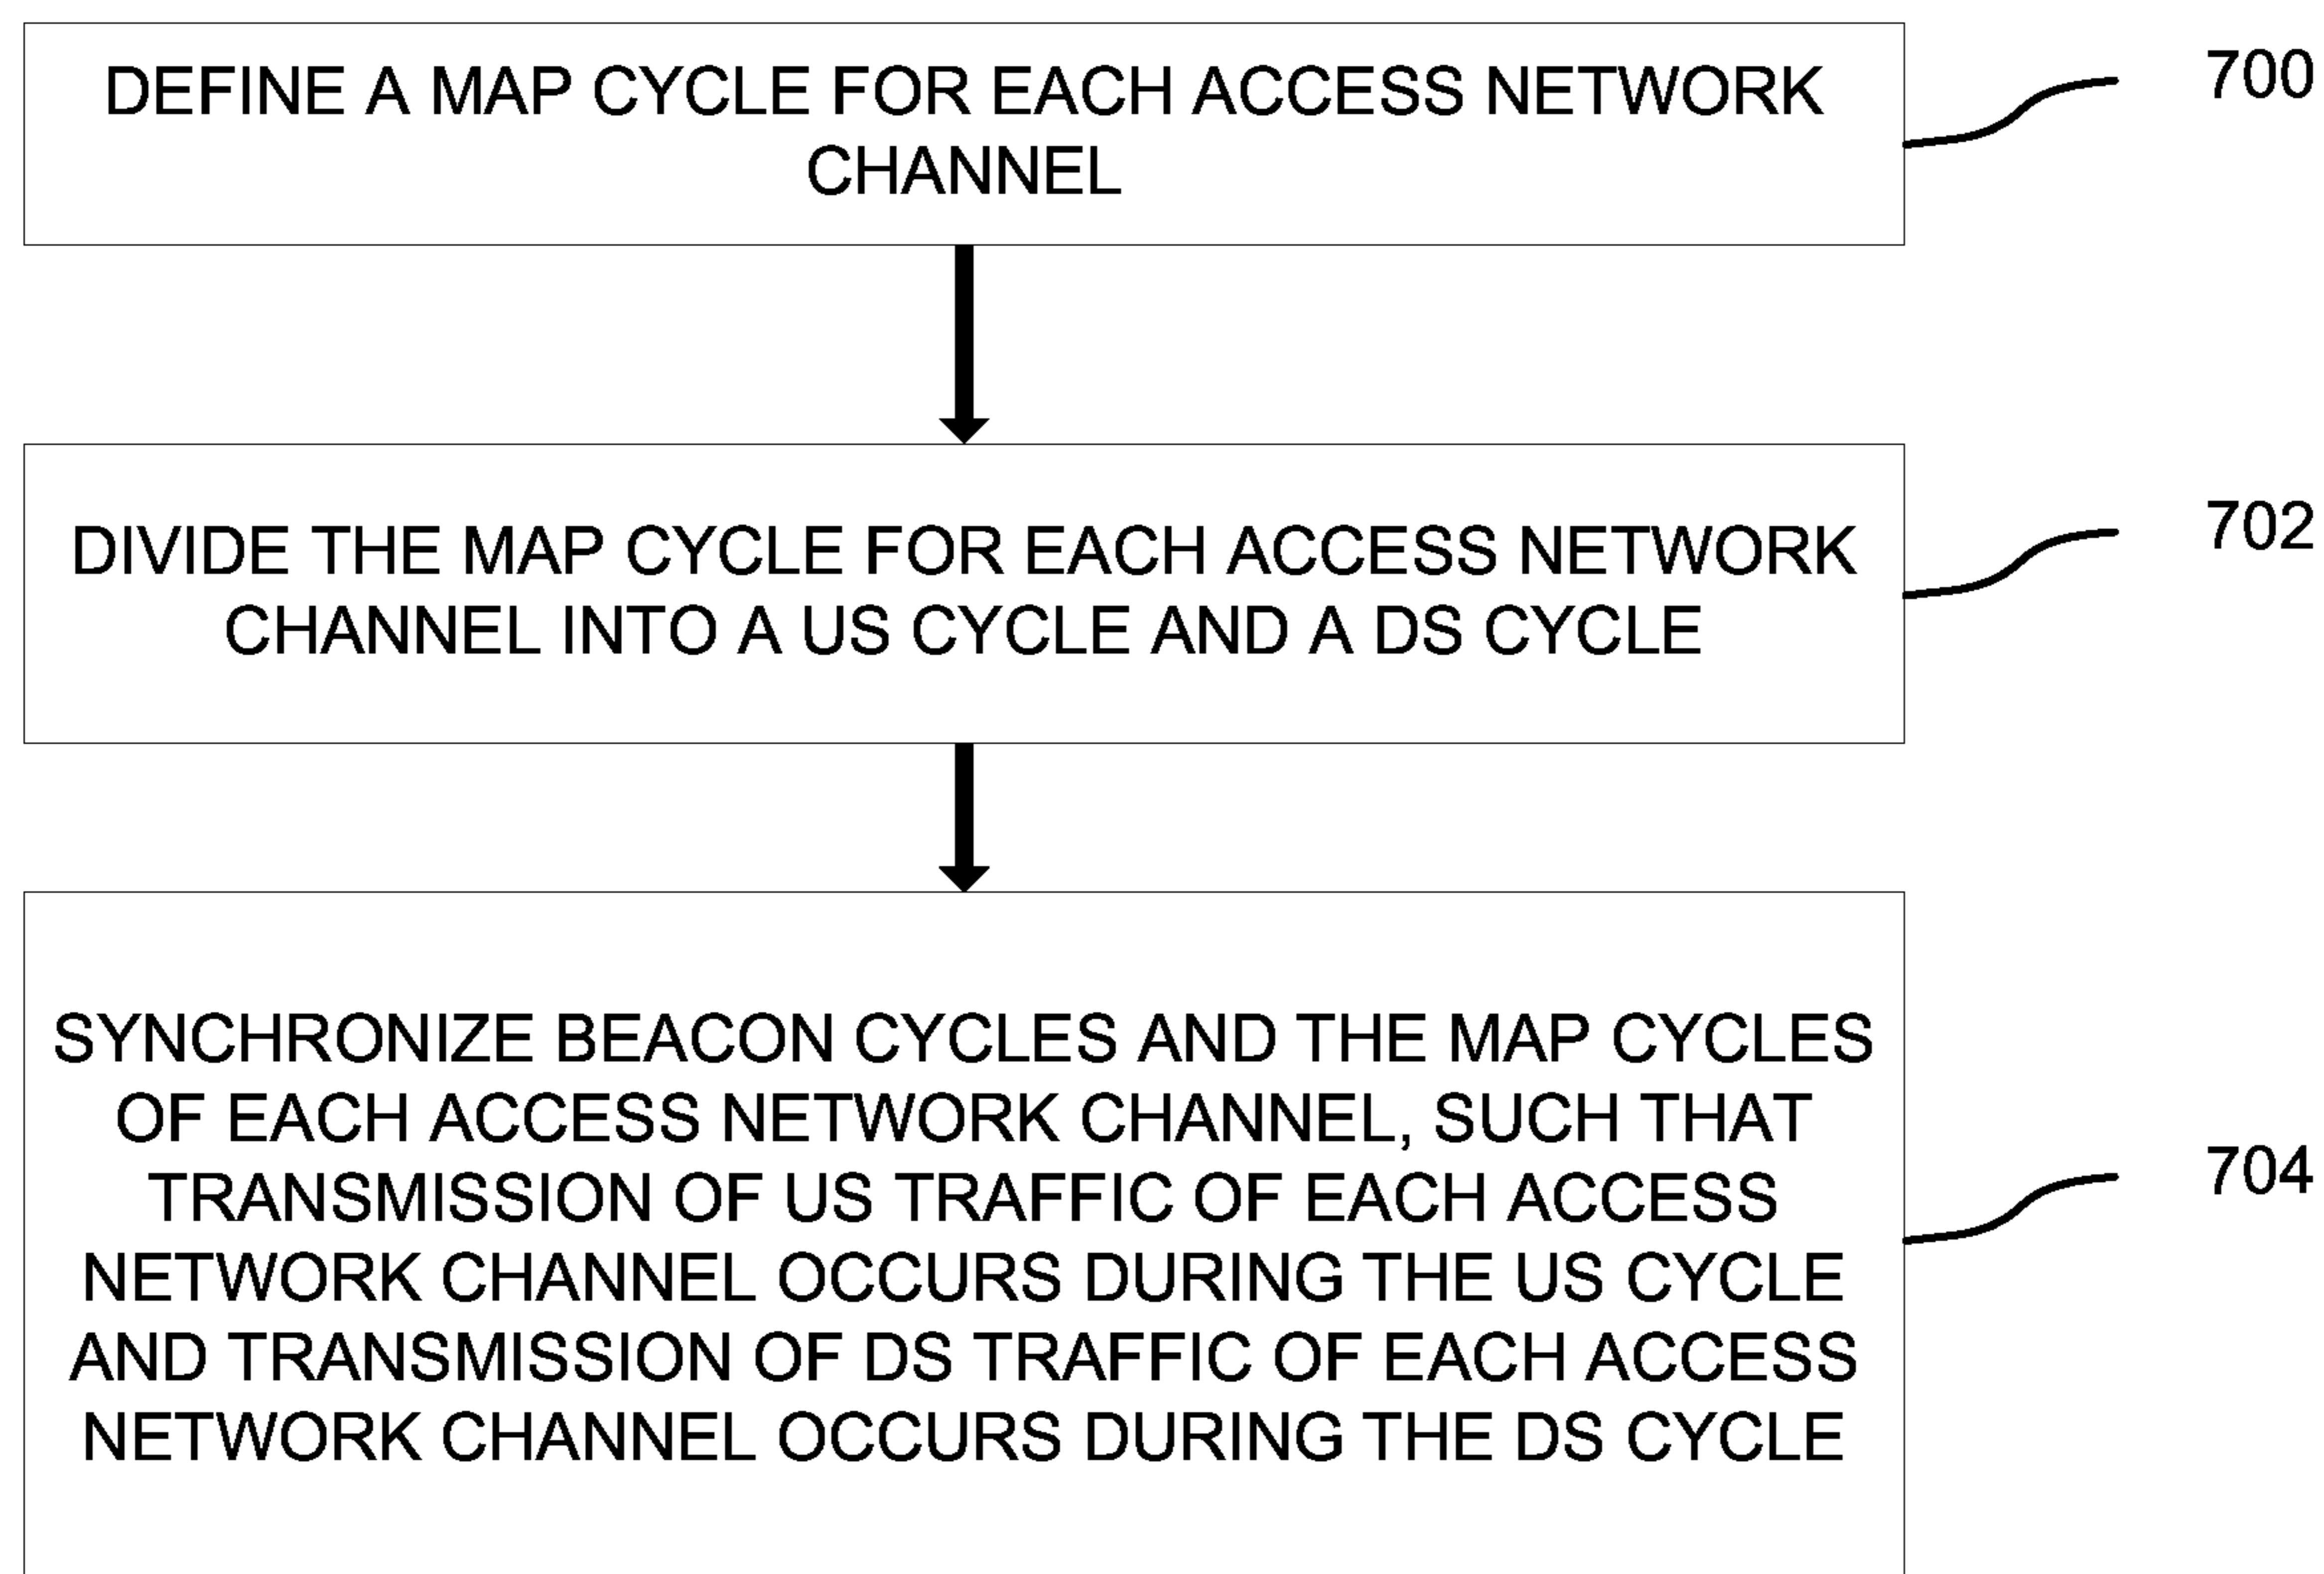 DEFINE A MAP CYCLE FOR EACH ACCESS NETWORK
CHANNEL
700
DIVIDE THE MAP CYCLE FOR EACH ACCESS NETWORK
CHANNEL INTO A US CYCLE AND A DS CYCLE
702
SYNCHRONIZE BEACON CYCLES AND THE MAP CYCLES
OF EACH ACCESS NETWORK CHANNEL, SUCH THAT
TRANSMISSION OF US TRAFFIC OF EACH ACCESS
NETWORK CHANNEL OCCURS DURING THE US CYCLE
AND TRANSMISSION OF DS TRAFFIC OF EACH ACCESS
NETWORK CHANNEL OCCURS DURING THE DS CYCLE
704